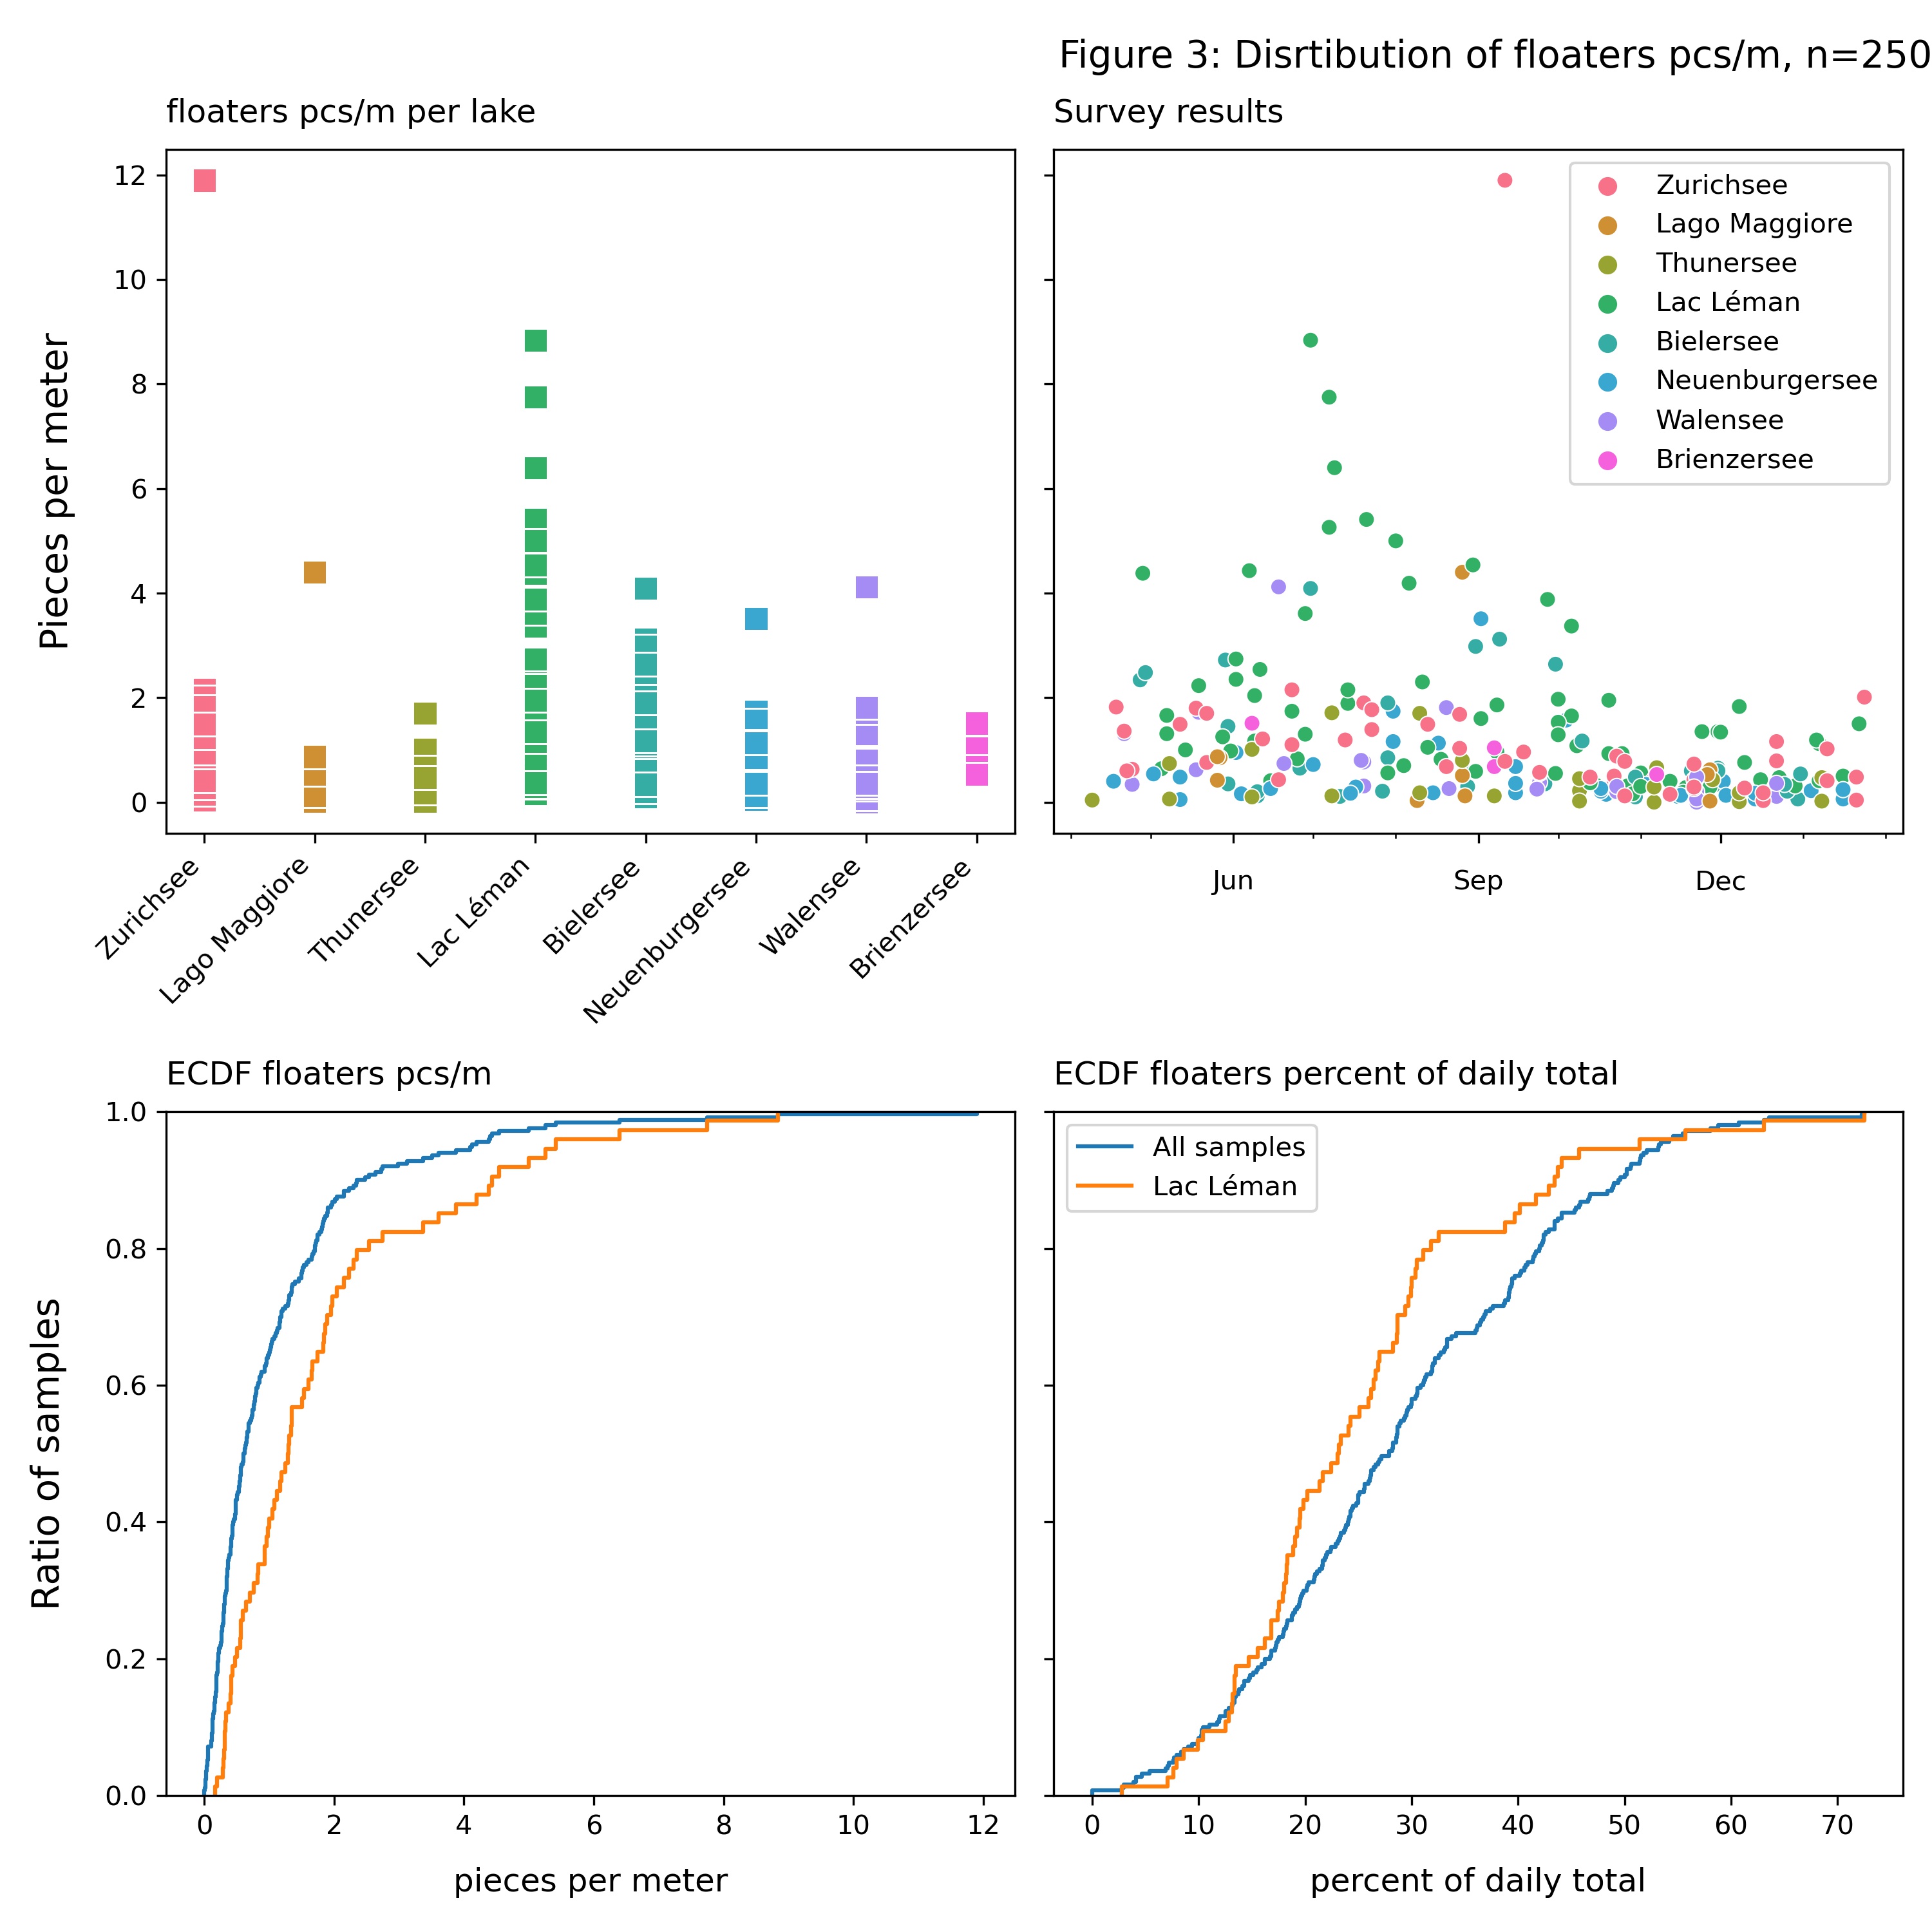 Figure 3: Disrtibution of floaters pcs/m, n=250
floaters pcs/m per lake
Pieces per meter
12
10
8
6
4
2
0
Zurichsee
Lago Maggiore
Thunersee
Lac Léman
Bielersee
Neuenburgersee
Walensee
Brienzersee
Survey results
Zurichsee
Lago Maggiore
Thunersee
Lac Léman
Bielersee
Neuenburgersee
Walensee
Brienzersee
Jun Sep Dec
ECDF floaters pcs/m
Ratio of samples
1.0
0.8
0.6
0.4
0.2
0.0
0 2 4 6 8 10 12
pieces per meter
ECDF floaters percent of daily total
All samples
Lac Léman
0 10 20 30 40 50 60 70
percent of daily total